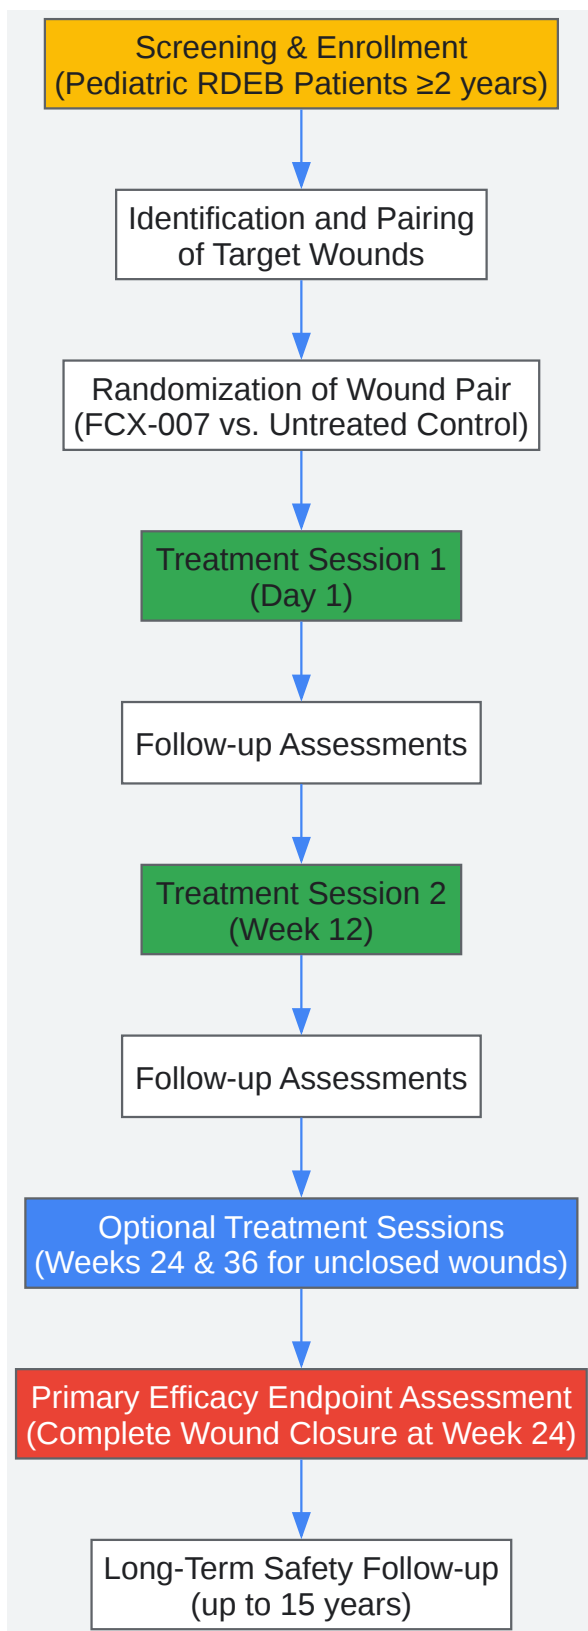 Screening & Enrollment
(Pediatric RDEB Patients ≥2 years)
Identification and Pairing
of Target Wounds
Randomization of Wound Pair
(FCX-007 vs. Untreated Control)
Treatment Session 1
(Day 1)
Follow-up Assessments
Treatment Session 2
(Week 12)
Follow-up Assessments
Optional Treatment Sessions
(Weeks 24 & 36 for unclosed wounds)
Primary Efficacy Endpoint Assessment
(Complete Wound Closure at Week 24)
Long-Term Safety Follow-up
(up to 15 years)